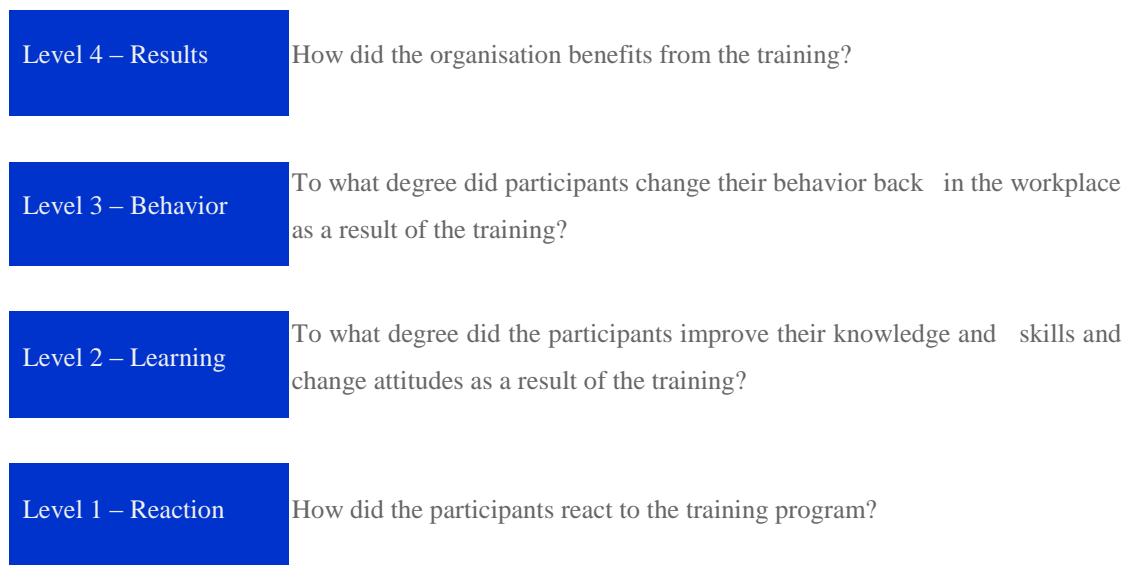 Level 4 – Results
How did the organisation benefits from the training?
Level 3 – Behavior
To what degree did participants change their behavior back in the workplace
as a result of the training?
Level 2 – Learning
To what degree did the participants improve their knowledge and skills and
change attitudes as a result of the training?
Level 1 – Reaction
How did the participants react to the training program?